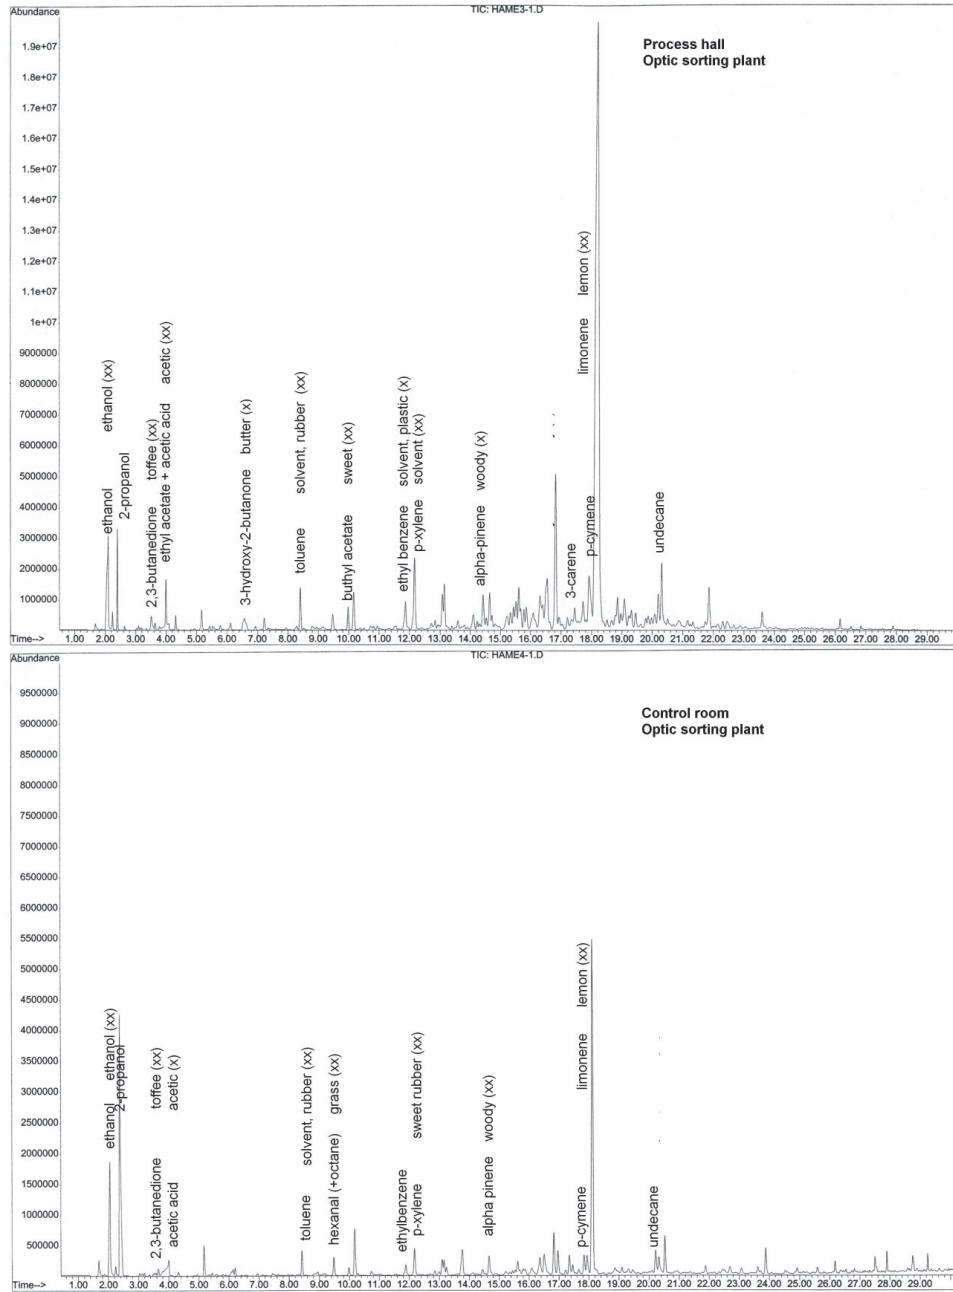 Abundance
TIC: HAME3-1.D
Process hall
Optic sorting plant
1.9e+07
1.8e+07
1.7e+07
1.6e+07
1.5e+07
1.4e+07
1.3e+07
1.2e+07
1.1e+07
1e+07
9000000
8000000
7000000
6000000
5000000
4000000
3000000
2000000
1000000
ethanol ethanol (xx)
2-propanol
2,3-butanedione toffee (xx)
ethyl acetate + acetic acid acetic (xx)
3-hydroxy-2-butanone butter (x)
toluene solvent, rubber (xx)
buthyl acetate sweet (xx)
ethyl benzene solvent, plastic (x)
p-xylene solvent (xx)
alpha-pinene woody (x)
3-carene
p-cymene
limonene lemon (xx)
undecane
Time-->
1.00 2.00 3.00 4.00 5.00 6.00 7.00 8.00 9.00 10.00 11.00 12.00 13.00 14.00 15.00 16.00 17.00 18.00 19.00 20.00 21.00 22.00 23.00 24.00 25.00 26.00 27.00 28.00 29.00
Abundance
TIC: HAME4-1.D
Control room
Optic sorting plant
9500000
9000000
8500000
8000000
7500000
7000000
6500000
6000000
5500000
5000000
4500000
4000000
3500000
3000000
2500000
2000000
1500000
1000000
500000
ethanol ethanol (xx)
2-propanol
2,3-butanedione toffee (xx)
acetic acid acetic (x)
toluene solvent, rubber (xx)
hexanal (+octane) grass (xx)
ethylbenzene
p-xylene sweet rubber (xx)
alpha pinene woody (xx)
p-cymene
limonene lemon (xx)
undecane
Time-->
1.00 2.00 3.00 4.00 5.00 6.00 7.00 8.00 9.00 10.00 11.00 12.00 13.00 14.00 15.00 16.00 17.00 18.00 19.00 20.00 21.00 22.00 23.00 24.00 25.00 26.00 27.00 28.00 29.00